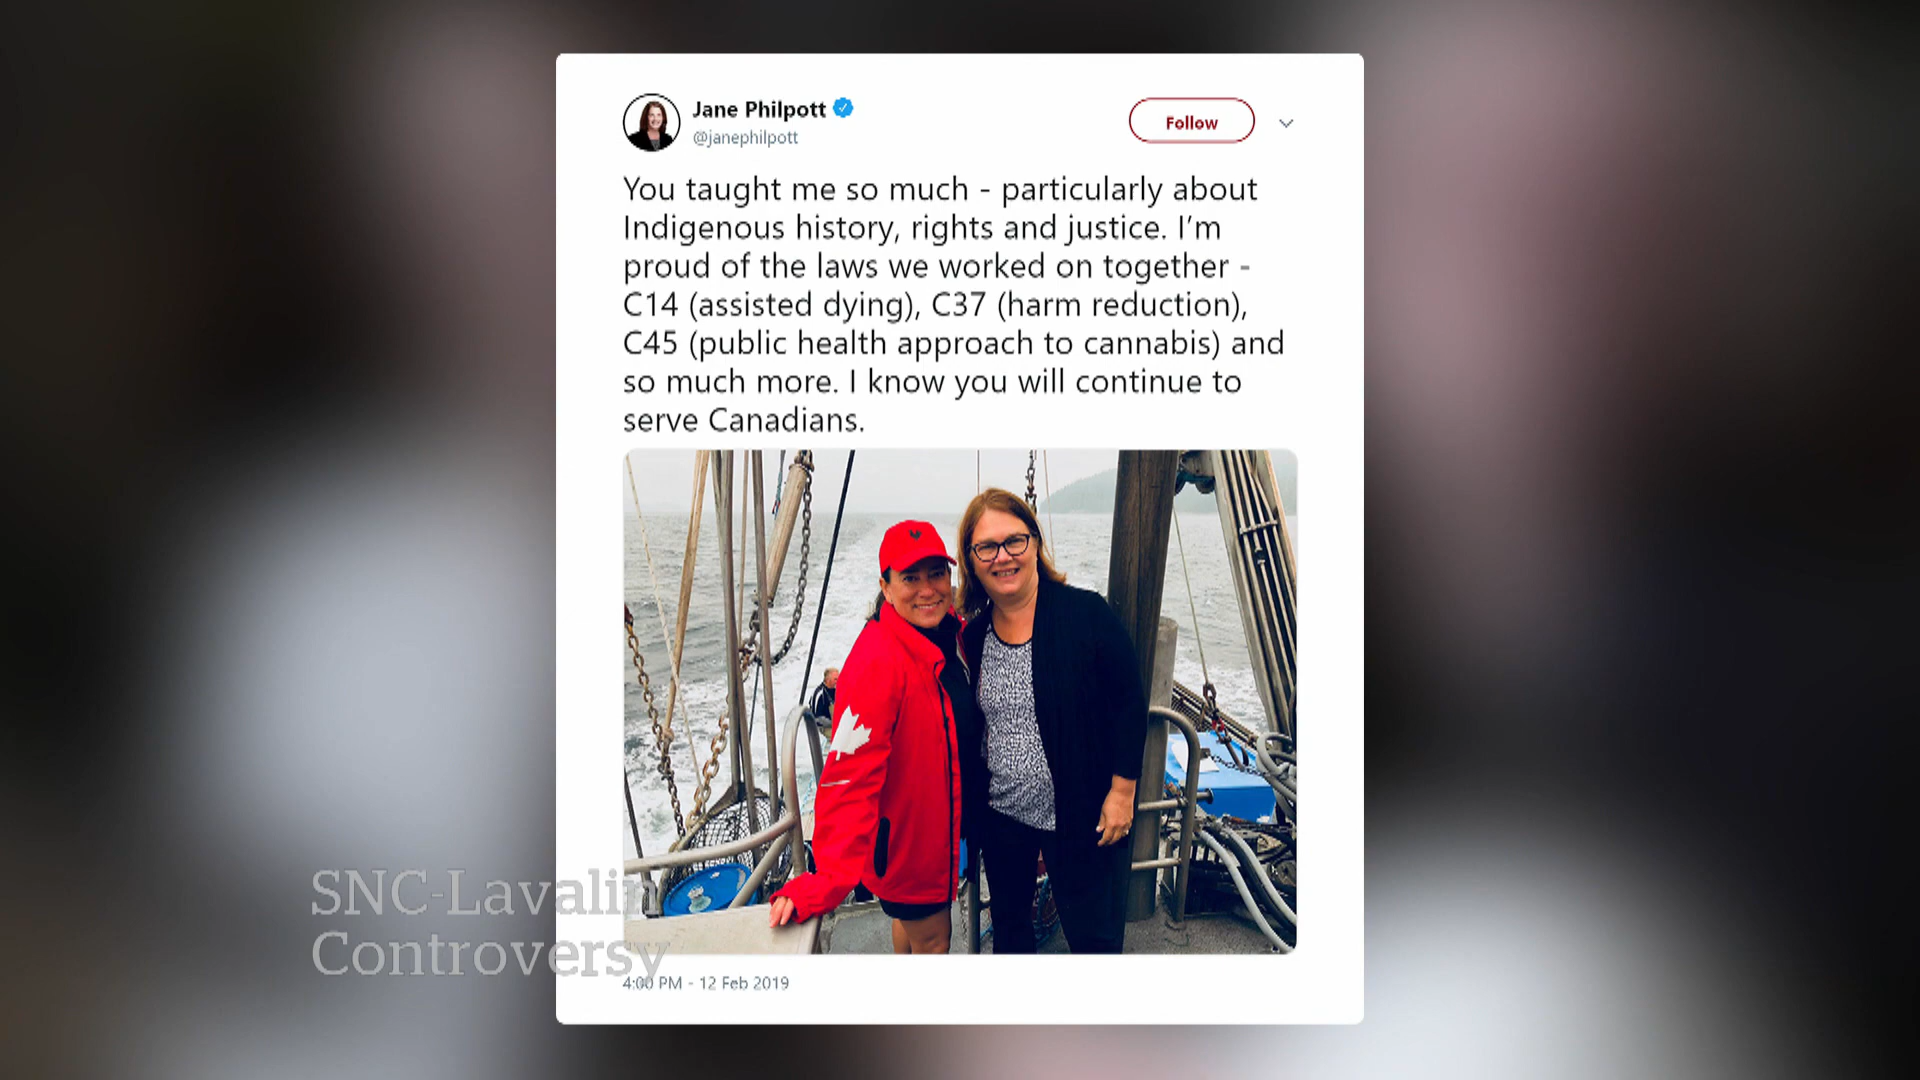 Jane Philpott
@janephilpott
Follow
You taught me so much - particularly about
Indigenous history, rights and justice. I’m
proud of the laws we worked on together -
C14 (assisted dying), C37 (harm reduction),
C45 (public health approach to cannabis) and
so much more. I know you will continue to
serve Canadians.
SNC-Lavalin
Controversy
4:00 PM - 12 Feb 2019